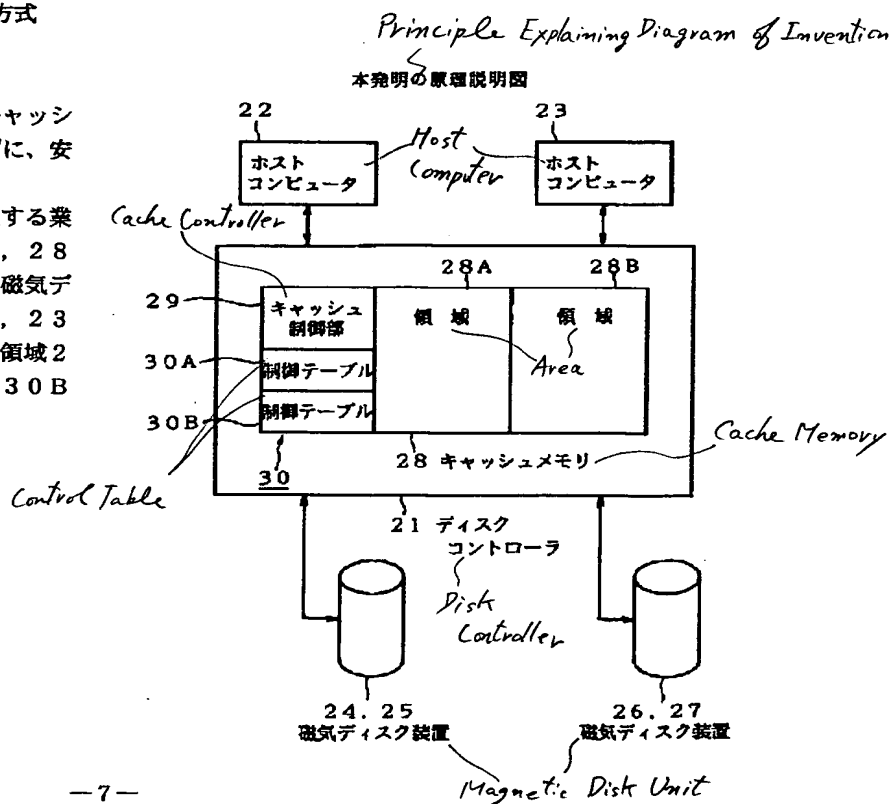 方式
Principle Explaining Diagram of Invention
本発明の原理説明図
ャッシ
に、安
する業
, 28
磁気デ
, 23
領域2
30B
22
23
ホスト
コンピュータ
Host
Computer
ホスト
コンピュータ
Cache Controller
28A
28B
29
キャッシュ
制御部
領域
領域
Area
30A
制御テーブル
30B
制御テーブル
30
28 キャッシュメモリ
Cache Memory
Control Table
21 ディスク
コントローラ
Disk
Controller
24, 25
磁気ディスク装置
26, 27
磁気ディスク装置
Magnetic Disk Unit
—7—